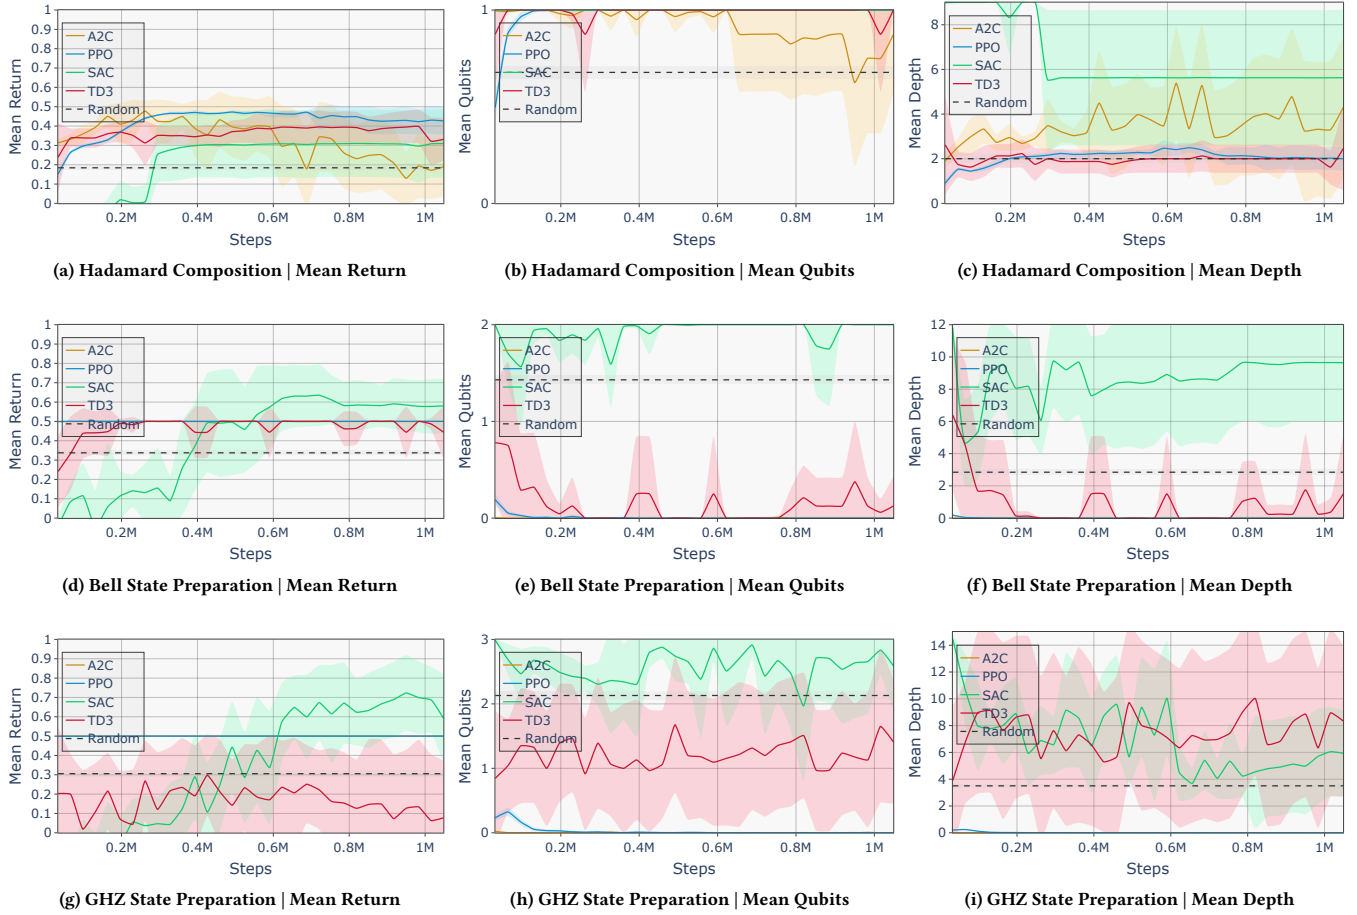 Mean Return
1
0.9
0.8
0.7
0.6
0.5
0.4
0.3
0.2
0.1
0
A2C
PPO
SAC
TD3
Random
0.2M
0.4M
0.6M
0.8M
1M
Steps
(a) Hadamard Composition | Mean Return
Mean Qubits
1
0
A2C
PPO
SAC
TD3
Random
0.2M
0.4M
0.6M
0.8M
1M
Steps
(b) Hadamard Composition | Mean Qubits
Mean Depth
8
6
4
2
0
A2C
PPO
SAC
TD3
Random
0.2M
0.4M
0.6M
0.8M
1M
Steps
(c) Hadamard Composition | Mean Depth
Mean Return
1
0.9
0.8
0.7
0.6
0.5
0.4
0.3
0.2
0.1
0
A2C
PPO
SAC
TD3
Random
0.2M
0.4M
0.6M
0.8M
1M
Steps
(d) Bell State Preparation | Mean Return
Mean Qubits
2
1
0
A2C
PPO
SAC
TD3
Random
0.2M
0.4M
0.6M
0.8M
1M
Steps
(e) Bell State Preparation | Mean Qubits
Mean Depth
12
10
8
6
4
2
0
A2C
PPO
SAC
TD3
Random
0.2M
0.4M
0.6M
0.8M
1M
Steps
(f) Bell State Preparation | Mean Depth
Mean Return
1
0.9
0.8
0.7
0.6
0.5
0.4
0.3
0.2
0.1
0
A2C
PPO
SAC
TD3
Random
0.2M
0.4M
0.6M
0.8M
1M
Steps
(g) GHZ State Preparation | Mean Return
Mean Qubits
3
2
1
0
A2C
PPO
SAC
TD3
Random
0.2M
0.4M
0.6M
0.8M
1M
Steps
(h) GHZ State Preparation | Mean Qubits
Mean Depth
14
12
10
8
6
4
2
0
A2C
PPO
SAC
TD3
Random
0.2M
0.4M
0.6M
0.8M
1M
Steps
(i) GHZ State Preparation | Mean Depth